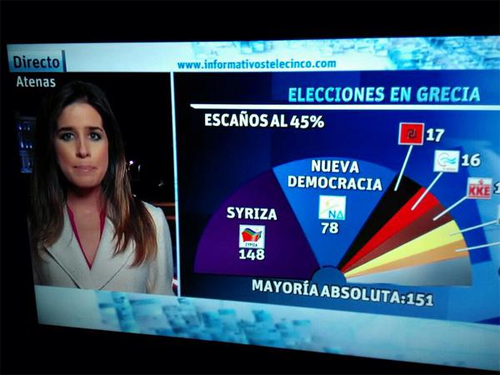 Directo
Atenas
www.informativostelecinco.com
ELECCIONES EN GRECIA
ESCAÑOS AL 45%
17
16
KKE
NUEVA
DEMOCRACIA
NΔ
78
SYRIZA
148
MAYORÍA ABSOLUTA:151